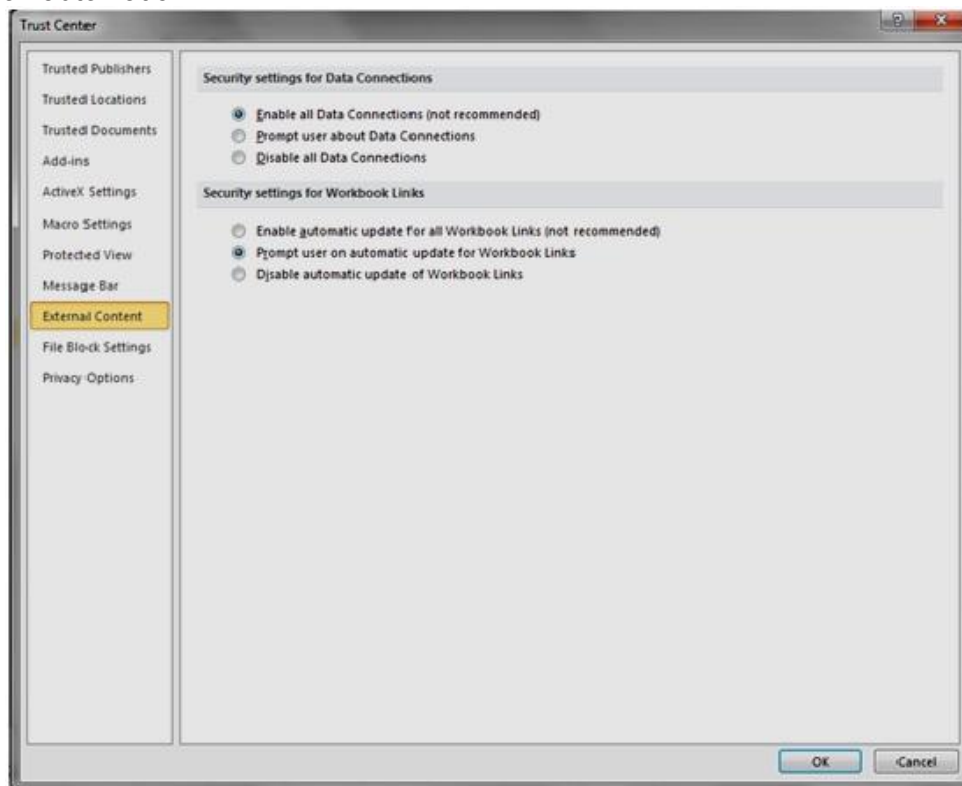 Trust Center
Trusted Publishers
Trusted Locations
Trusted Documents
Add-ins
ActiveX Settings
Macro Settings
Protected View
Message Bar
External Content
File Block Settings
Privacy Options
Security settings for Data Connections
Enable all Data Connections (not recommended)
Prompt user about Data Connections
Disable all Data Connections
Security settings for Workbook Links
Enable automatic update for all Workbook Links (not recommended)
Prompt user on automatic update for Workbook Links
Disable automatic update of Workbook Links
OK
Cancel